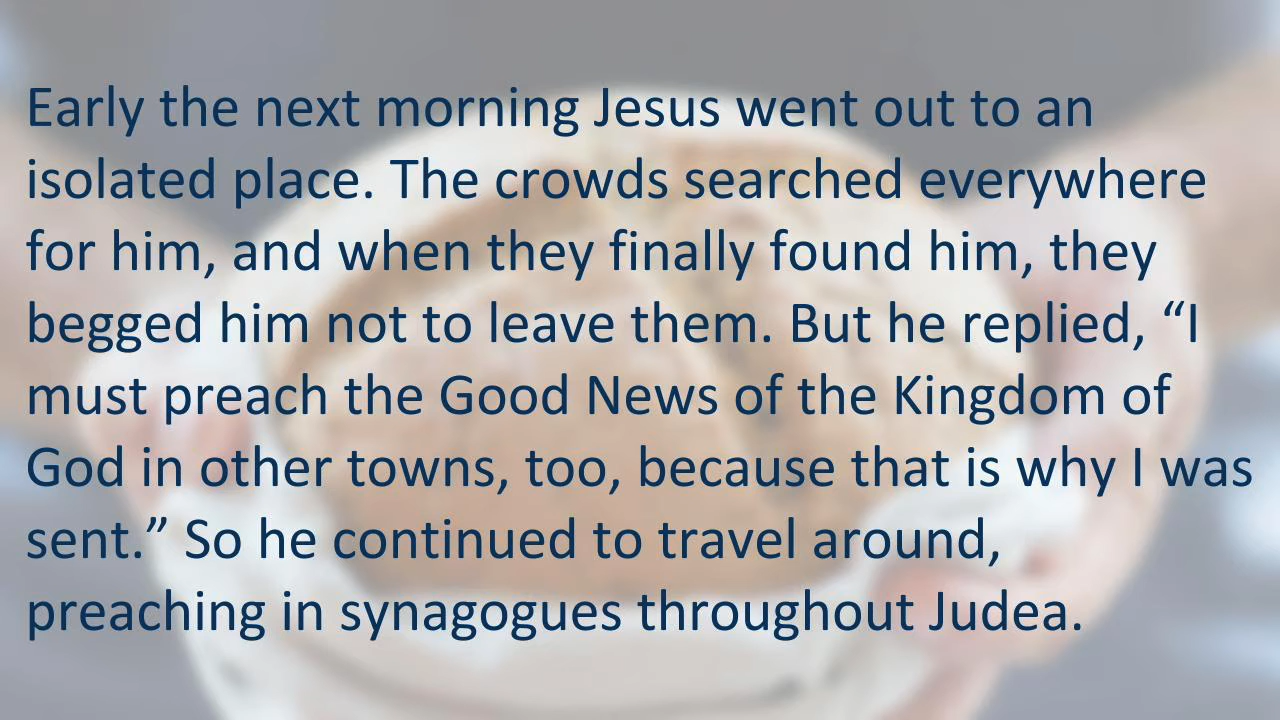 Early the next morning Jesus went out to an
isolated place. The crowds searched everywhere
for him, and when they finally found him, they
begged him not to leave them. But he replied, “I
must preach the Good News of the Kingdom of
God in other towns, too, because that is why I was
sent.” So he continued to travel around,
preaching in synagogues throughout Judea.